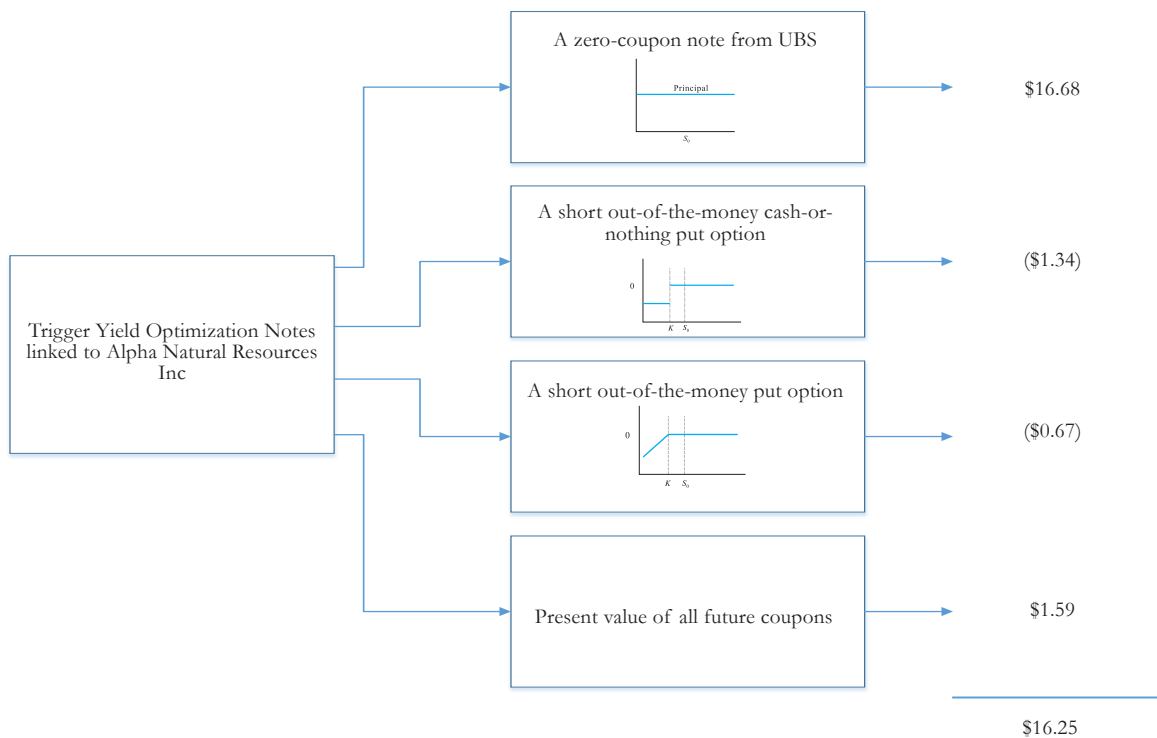 A zero-coupon note from UBS
Principal
S0
$16.68
A short out-of-the-money cash-or-
nothing put option
0
K S0
($1.34)
Trigger Yield Optimization Notes
linked to Alpha Natural Resources
Inc
A short out-of-the-money put option
0
K S0
($0.67)
Present value of all future coupons
$1.59
$16.25